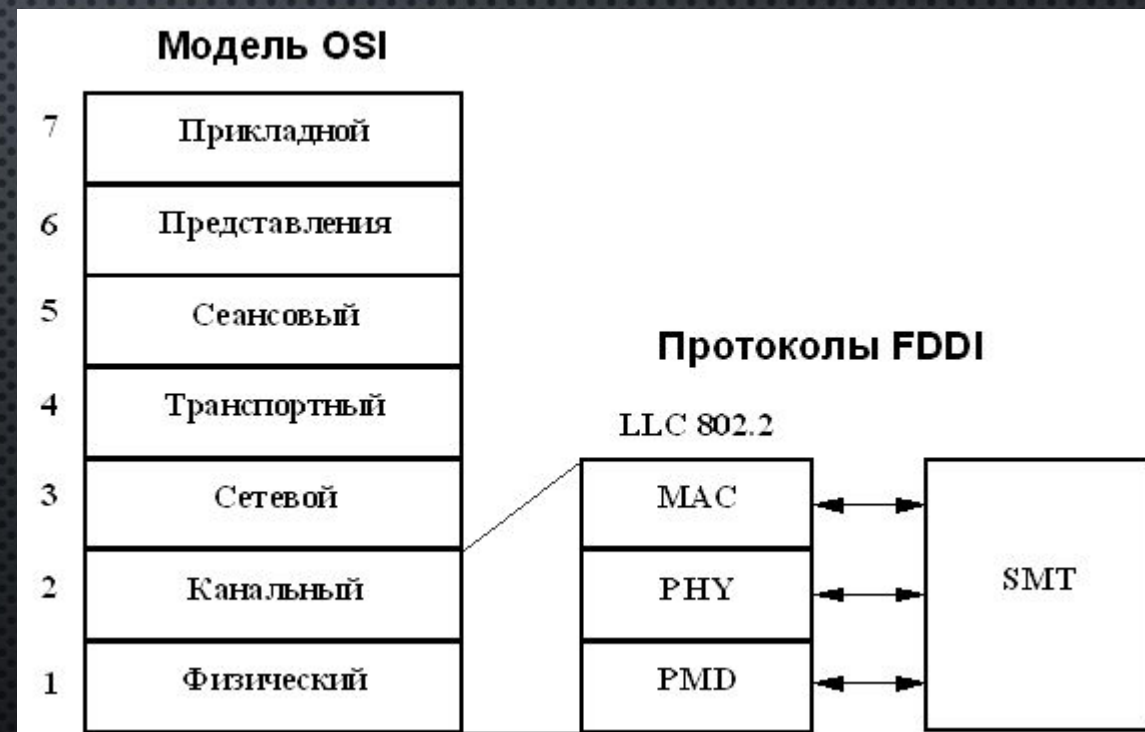 Модель OSI
7 Прикладной
6 Представления
5 Сеансовый
Протоколы FDDI
4 Транспортный
LLC 802.2
3 Сетевой MAC
2 Канальный PHY SMT
1 Физический PMD